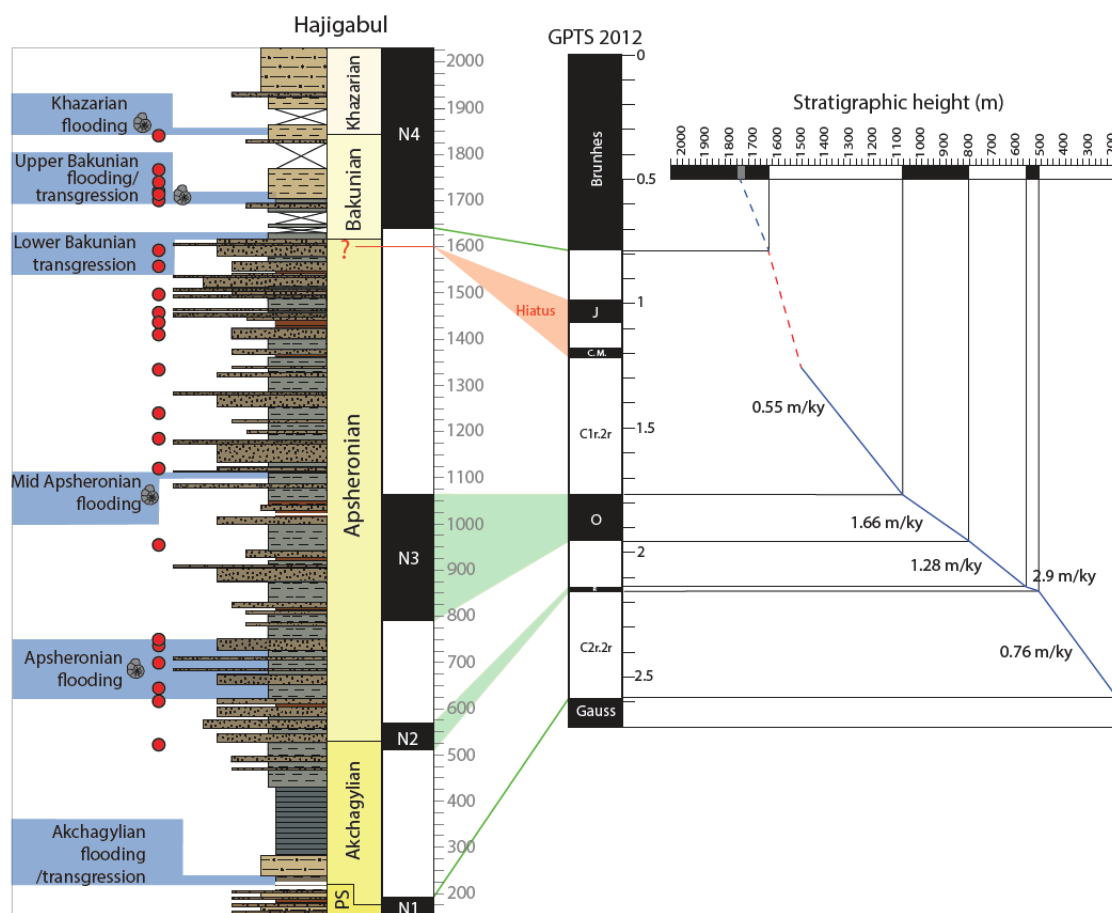 Hajigabul
GPTS 2012
Stratigraphic height (m)
Khazarian
flooding
Upper Bakunian
flooding/
transgression
Lower Bakunian
transgression
Mid Apsheronian
flooding
Apsheronian
flooding
Akchagylian
flooding
/transgression
Khazarian
Bakunian
?
Apsheronian
Akchagylian
PS
N4
N3
N2
N1
2000
1900
1800
1700
1600
1500
1400
1300
1200
1100
1000
900
800
700
600
500
400
300
200
Hiatus
Brunhes
J
C.M.
C1r.2r
O
C2r.2r
Gauss
0
0.5
1
1.5
2
2.5
2000
1900
1800
1700
1600
1500
1400
1300
1200
1100
1000
900
800
700
600
500
400
300
200
0.55 m/ky
1.66 m/ky
1.28 m/ky
2.9 m/ky
0.76 m/ky